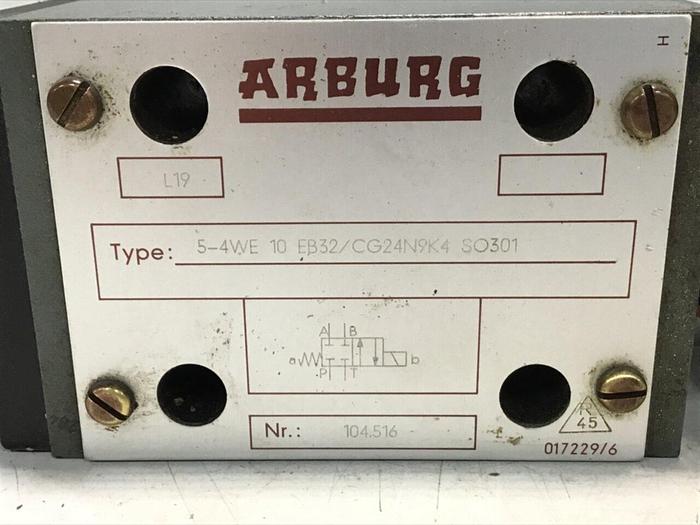 H
ARBURG
L19
Type: 5-4WE 10 EB32/CG24N9K4 SO301
A B
a b
P T
R
45
Nr.: 104.516
017229/6